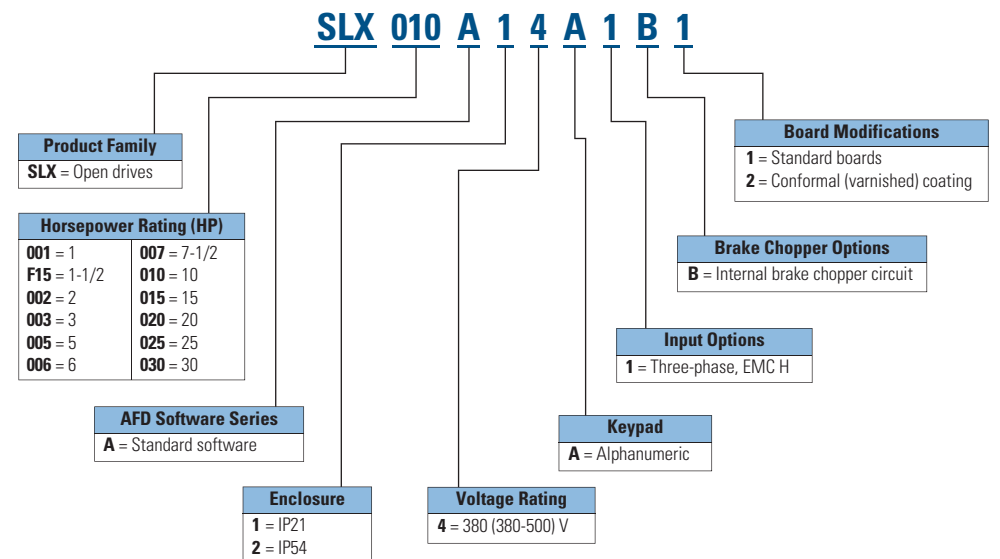 SLX 010 A 1 4 A 1 B 1
Product Family
SLX = Open drives
Horsepower Rating (HP)
001 = 1
F15 = 1-1/2
002 = 2
003 = 3
005 = 5
006 = 6
007 = 7-1/2
010 = 10
015 = 15
020 = 20
025 = 25
030 = 30
AFD Software Series
A = Standard software
Enclosure
1 = IP21
2 = IP54
Voltage Rating
4 = 380 (380-500) V
Keypad
A = Alphanumeric
Input Options
1 = Three-phase, EMC H
Brake Chopper Options
B = Internal brake chopper circuit
Board Modifications
1 = Standard boards
2 = Conformal (varnished) coating